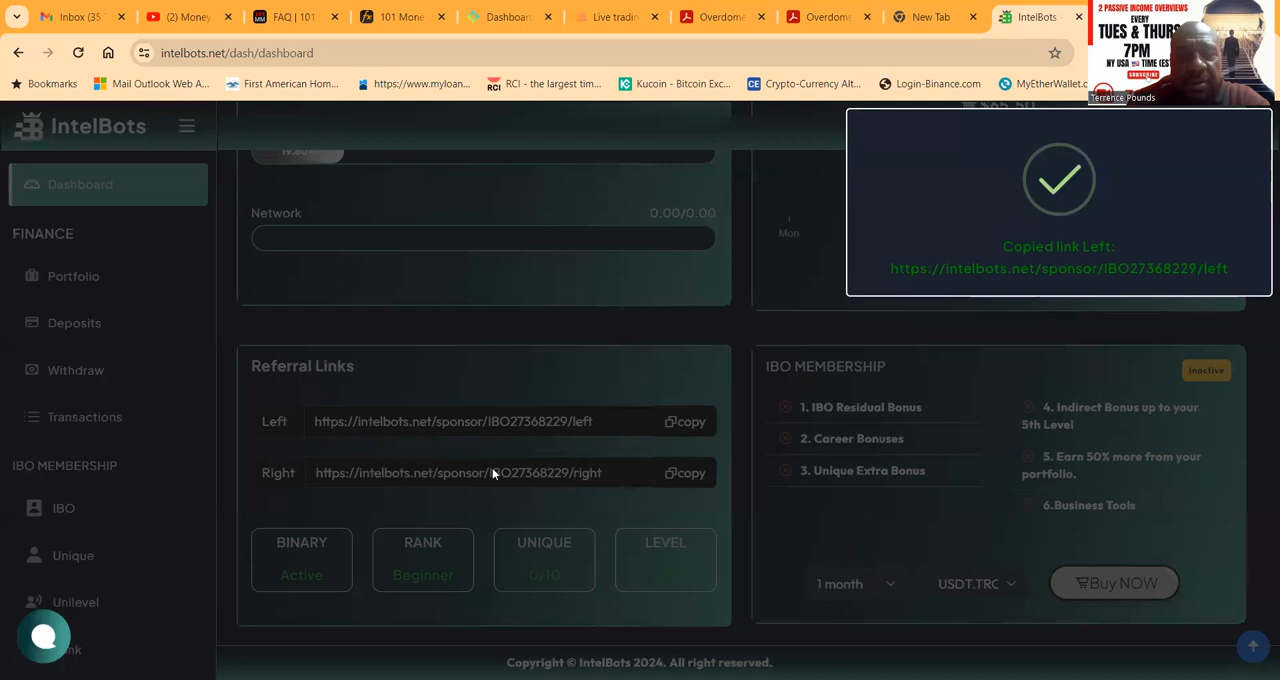 Inbox (35,
(2) Money
FAQ | 101
101 Mone
Dashboard
Live tradin
Overdome
Overdome
New Tab
IntelBots -
intelbots.net/dash/dashboard
Bookmarks
Mail Outlook Web A...
First American Hom...
https://www.myloan...
RCI - the largest tim...
Kucoin - Bitcoin Exc...
Crypto-Currency Alt...
Login-Binance.com
MyEtherWallet.c
2 PASSIVE INCOME OVERVIEWS
EVERY
TUES & THURS
7PM
NY USA TIME (EST)
SUBSCRIBE
Terrence Pounds
IntelBots
Dashboard
FINANCE
Portfolio
Deposits
Withdraw
Transactions
IBO MEMBERSHIP
IBO
Unique
Unilevel
19.80
$65.50
Network
0.00/0.00
Mon
Copied link Left:
https://intelbots.net/sponsor/IBO27368229/left
Referral Links
Left
https://intelbots.net/sponsor/IBO27368229/left
copy
Right
https://intelbots.net/sponsor/IBO27368229/right
copy
BINARY
Active
RANK
Beginner
UNIQUE
0/10
LEVEL
IBO MEMBERSHIP
Inactive
1. IBO Residual Bonus
2. Career Bonuses
3. Unique Extra Bonus
4. Indirect Bonus up to your
5th Level
5. Earn 50% more from your
portfolio.
6.Business Tools
1 month
USDT.TRC
Buy NOW
Copyright © IntelBots 2024. All right reserved.